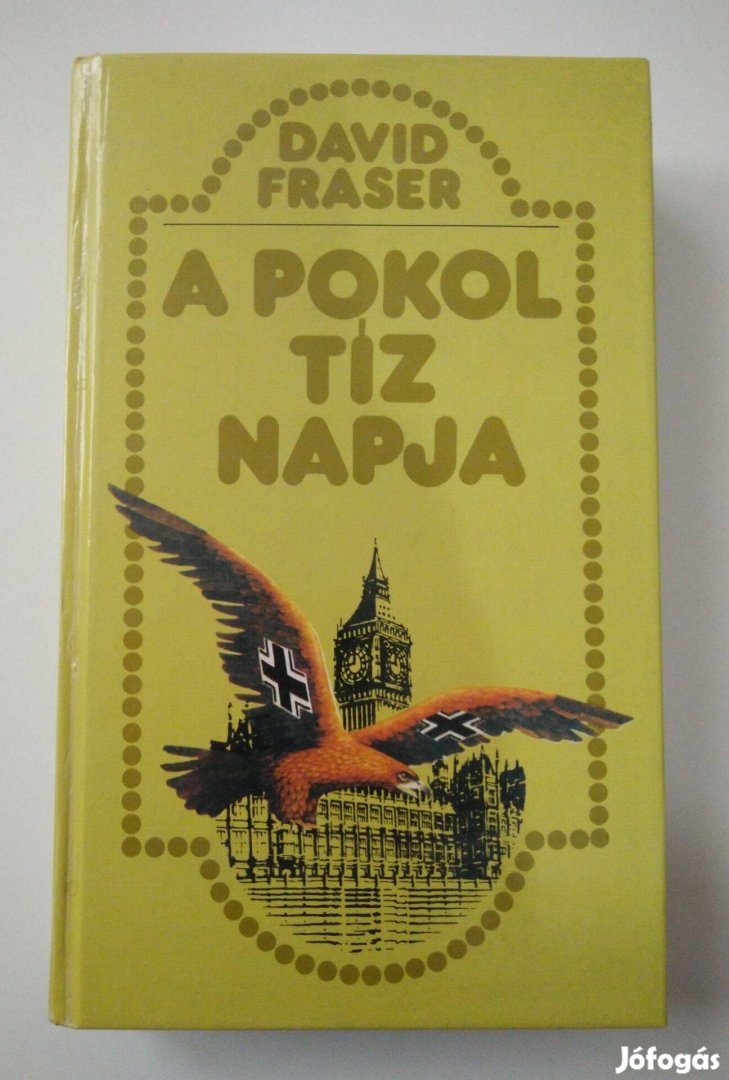 DAVID
FRASER
A POKOL
TÍZ
NAPJA
Jófogás